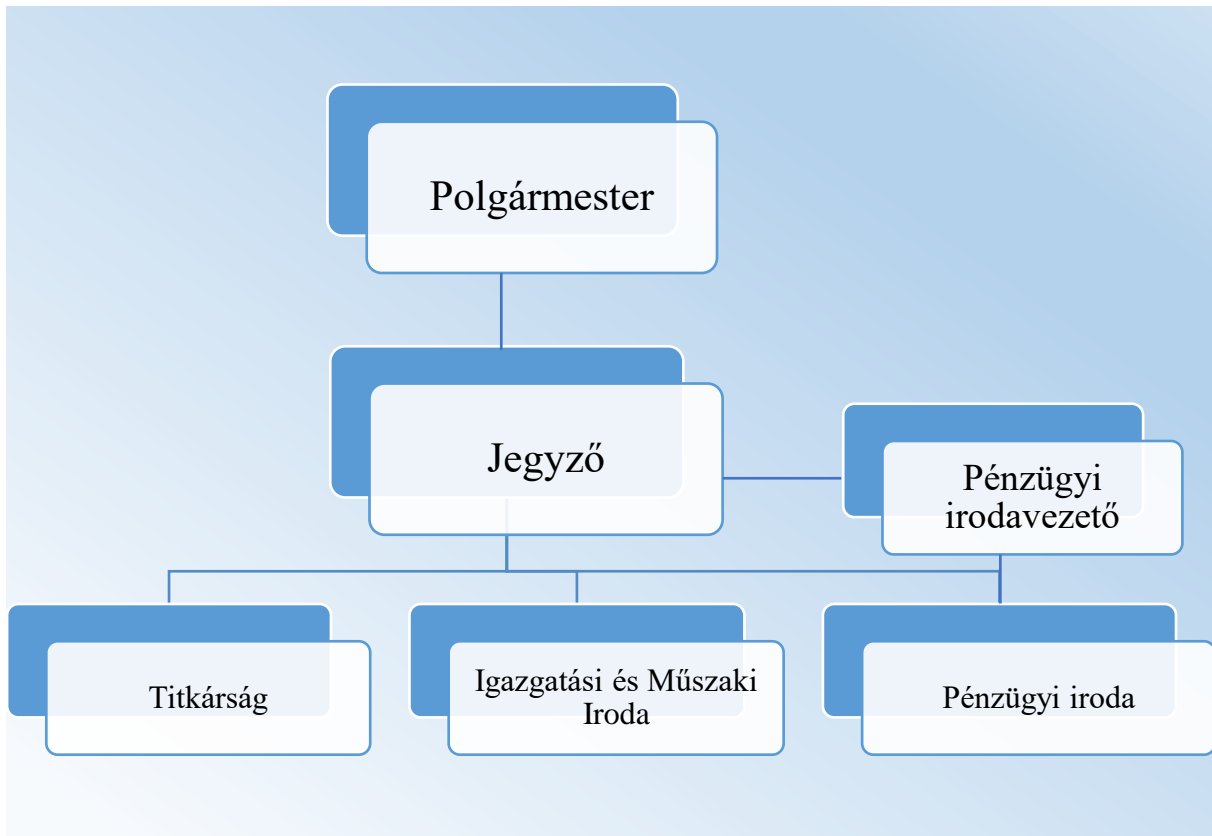 Polgármester
Jegyző
Pénzügyi
irodavezető
Titkárság
Igazgatási és Műszaki
Iroda
Pénzügyi iroda